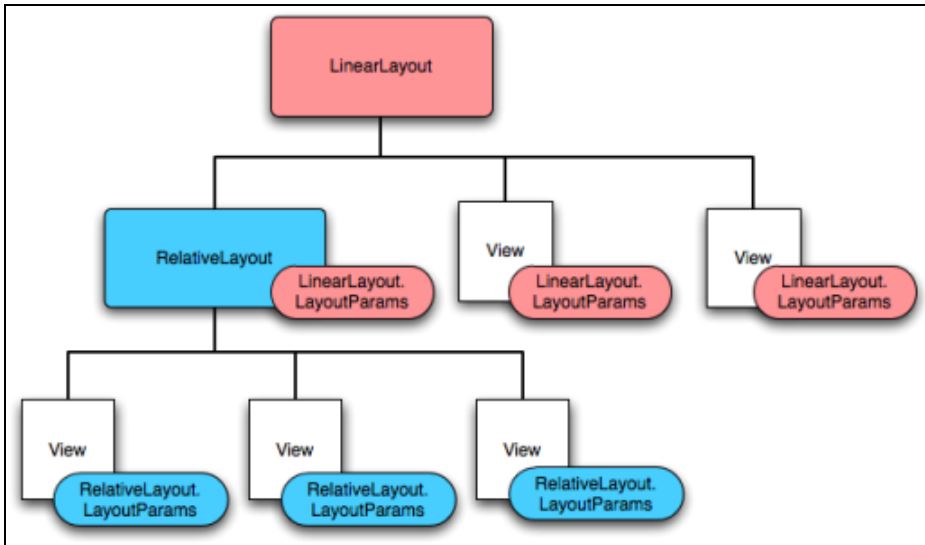 LinearLayout
RelativeLayout
LinearLayout.
LayoutParams
View
LinearLayout.
LayoutParams
View
LinearLayout.
LayoutParams
View
RelativeLayout.
LayoutParams
View
RelativeLayout.
LayoutParams
View
RelativeLayout.
LayoutParams